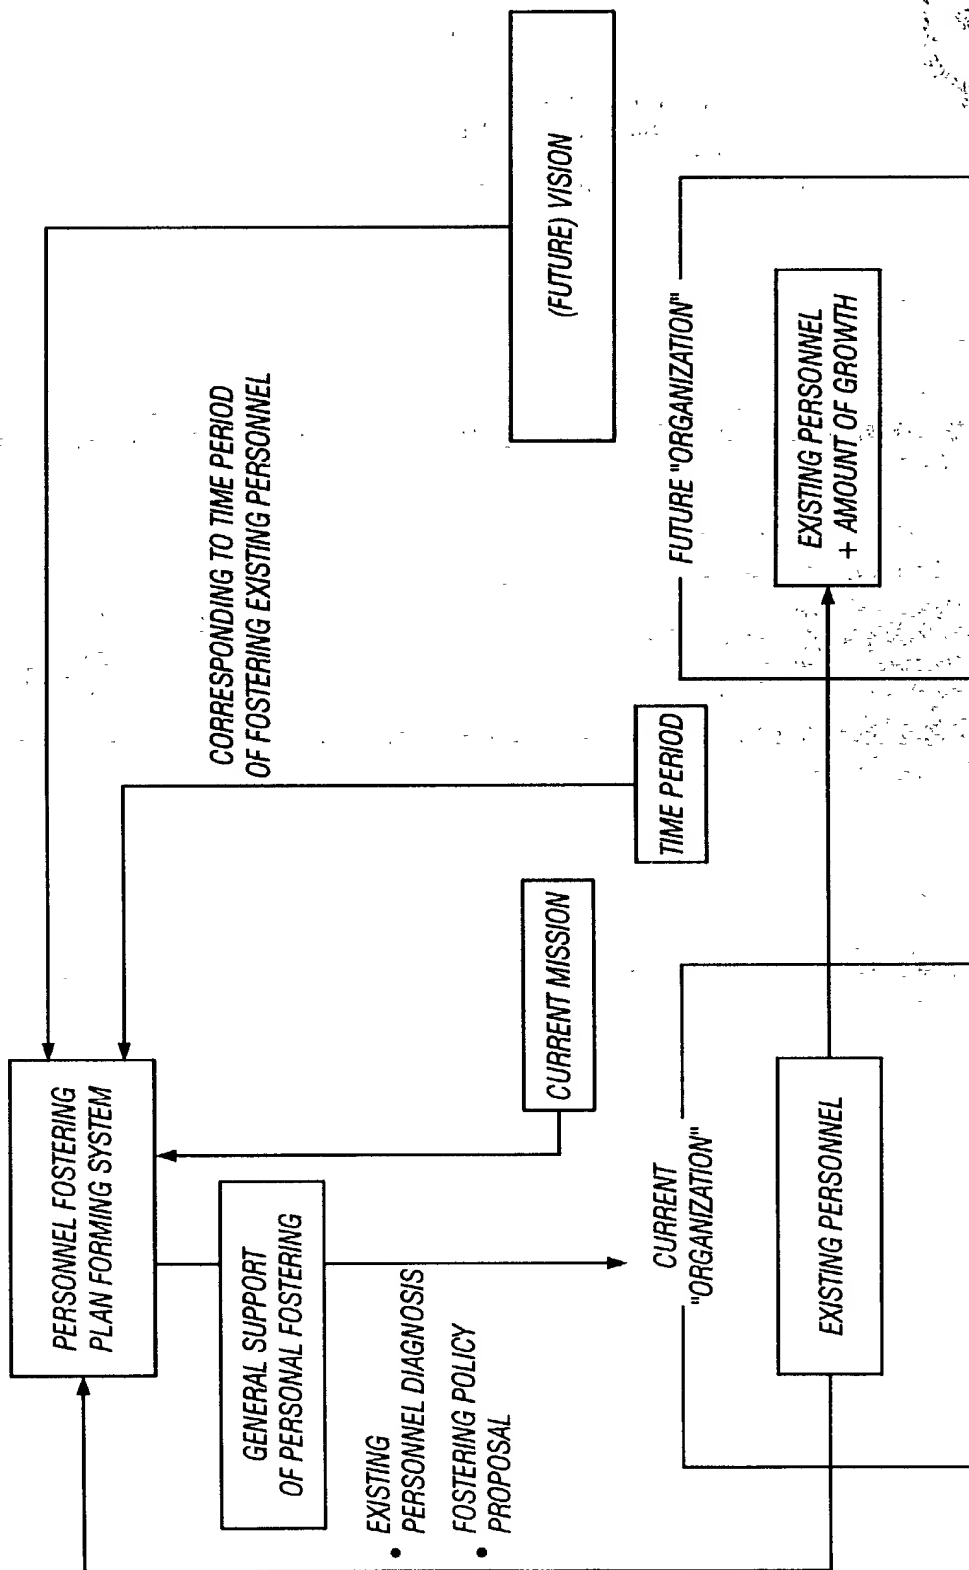 PERSONNEL FOSTERING
PLAN FORMING SYSTEM
GENERAL SUPPORT
OF PERSONAL FOSTERING
• EXISTING
PERSONNEL DIAGNOSIS
• FOSTERING POLICY
PROPOSAL
CORRESPONDING TO TIME PERIOD
OF FOSTERING EXISTING PERSONNEL
CURRENT MISSION
TIME PERIOD
(FUTURE) VISION
CURRENT
"ORGANIZATION"
EXISTING PERSONNEL
FUTURE "ORGANIZATION"
EXISTING PERSONNEL
+ AMOUNT OF GROWTH